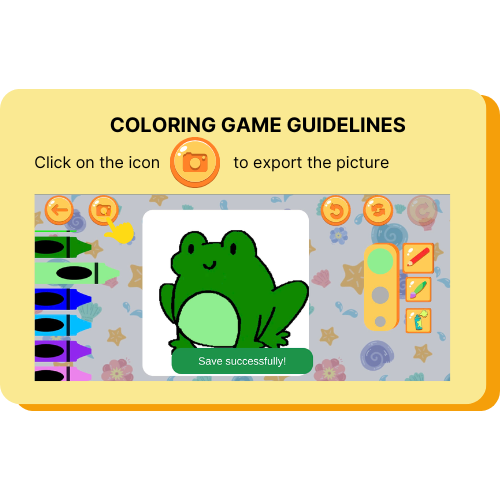 COLORING GAME GUIDELINES
Click on the icon to export the picture
Save successfully!